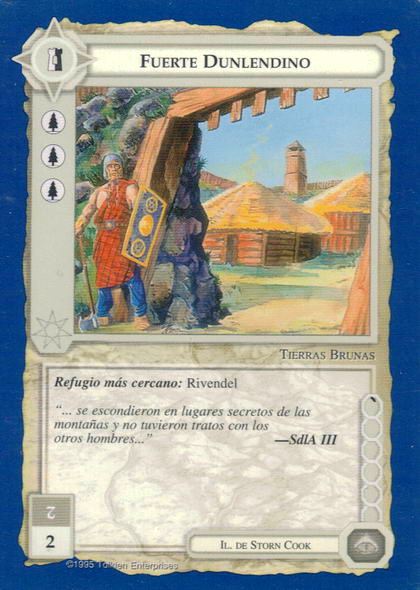 FUERTE DUNLENDINO
TIERRAS BRUNAS
Refugio más cercano: Rivendel
“... se escondieron en lugares secretos de las
montañas y no tuvieron tratos con los
otros hombres...” —SdlA III
2
2
IL. DE STORN COOK
©1995 Tolkien Enterprises